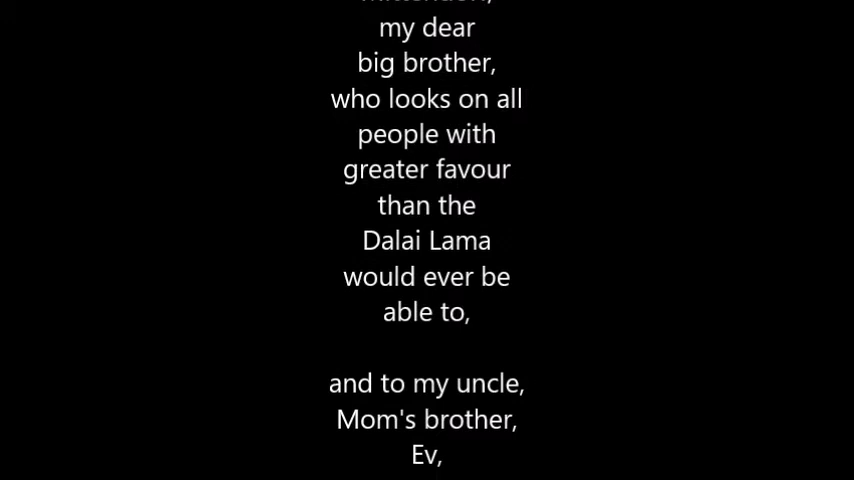 my dear
big brother,
who looks on all
people with
greater favour
than the
Dalai Lama
would ever be
able to,
and to my uncle,
Mom's brother,
Ev,